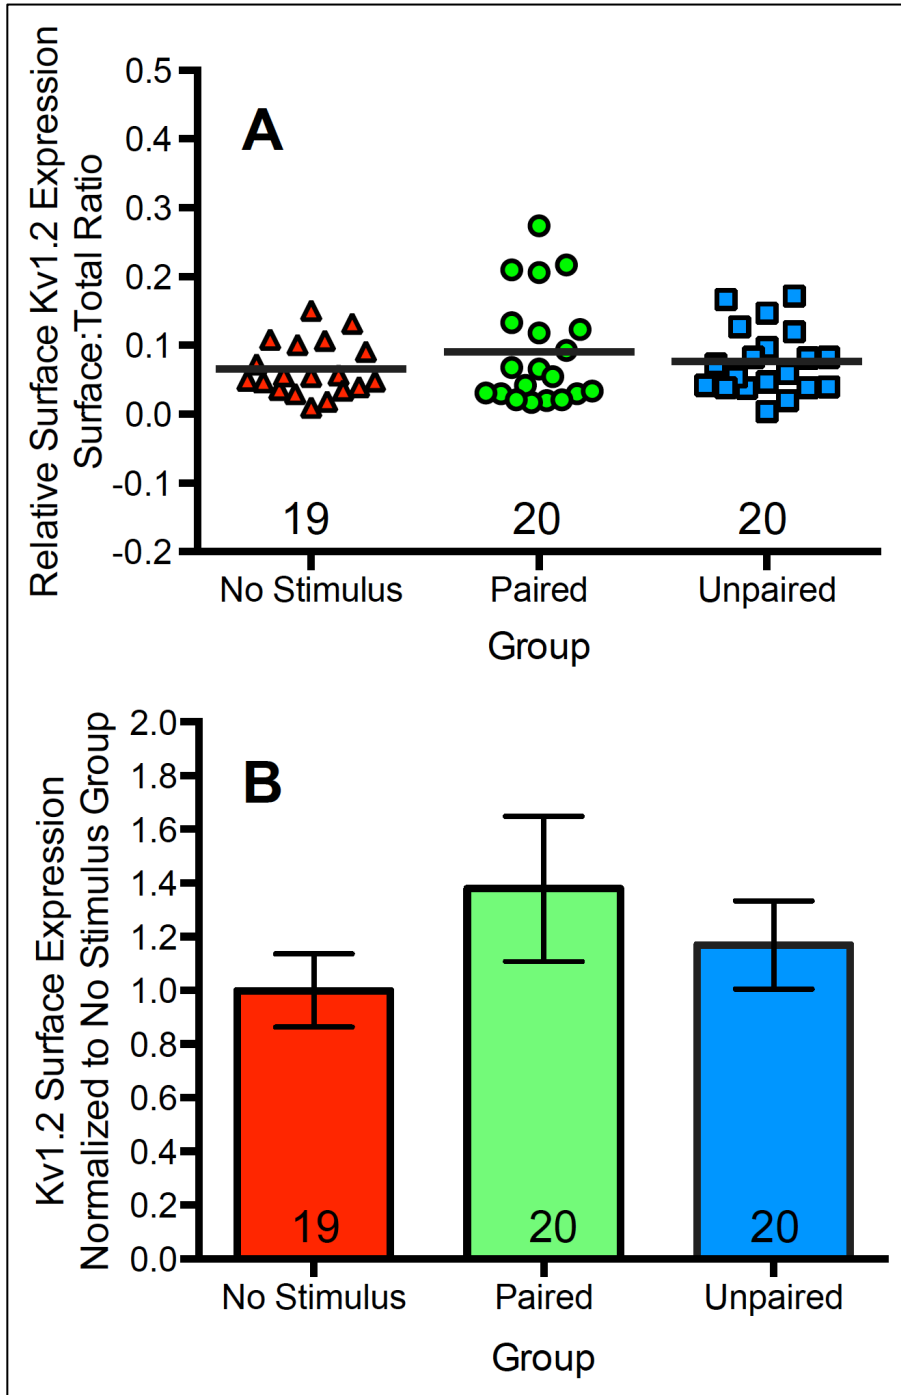 A
Relative Surface Kv1.2 Expression
Surface:Total Ratio
0.5
0.4
0.3
0.2
0.1
0.0
-0.1
-0.2
19
20
20
No Stimulus
Paired
Unpaired
Group
B
Kv1.2 Surface Expression
Normalized to No Stimulus Group
2.0
1.8
1.6
1.4
1.2
1.0
0.8
0.6
0.4
0.2
0.0
19
20
20
No Stimulus
Paired
Unpaired
Group